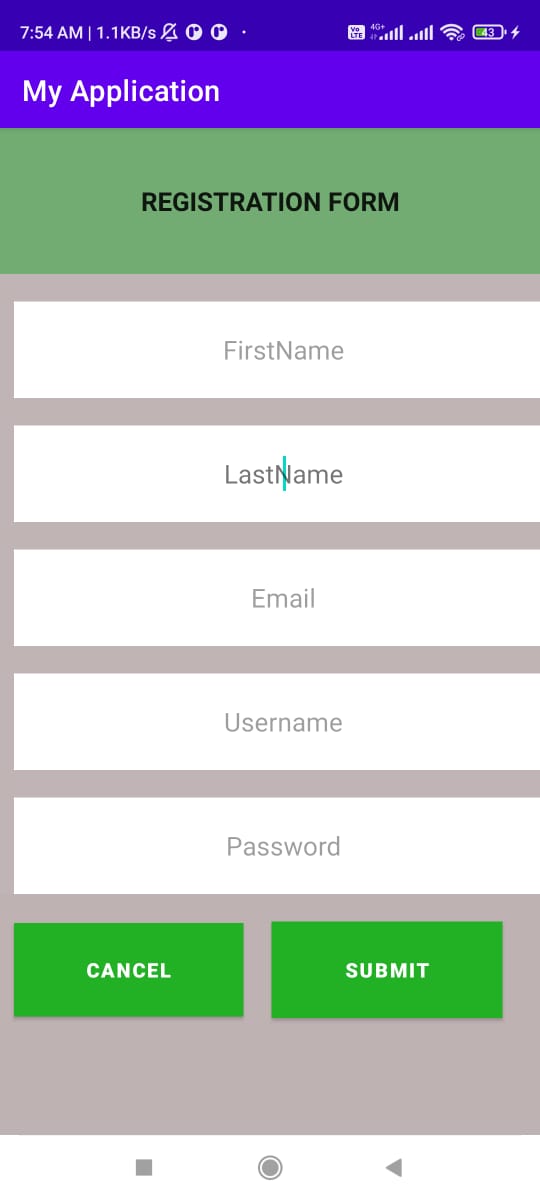 7:54 AM | 1.1KB/s
Vo LTE 4G+ 43
My Application
REGISTRATION FORM
FirstName
LastName
Email
Username
Password
CANCEL SUBMIT